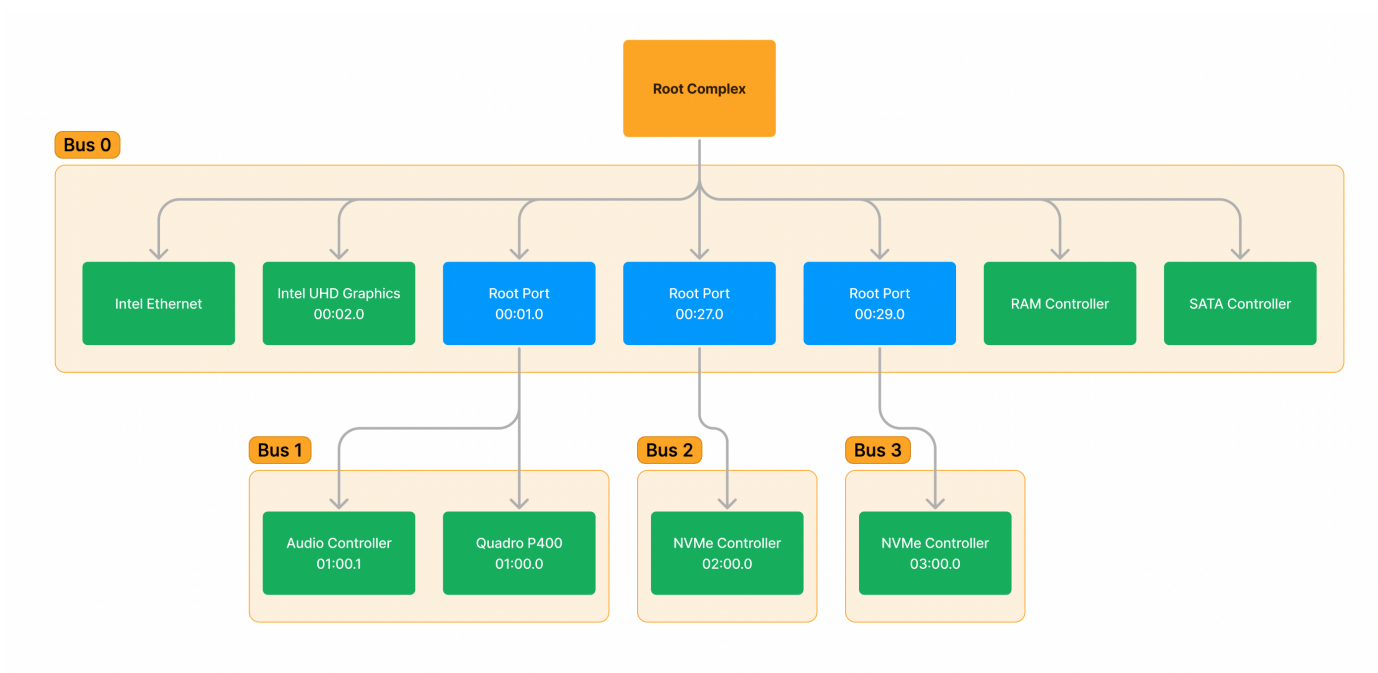 Root Complex
Bus 0
Intel Ethernet
Intel UHD Graphics
00:02.0
Root Port
00:01.0
Root Port
00:27.0
Root Port
00:29.0
RAM Controller
SATA Controller
Bus 1
Audio Controller
01:00.1
Quadro P400
01:00.0
Bus 2
NVMe Controller
02:00.0
Bus 3
NVMe Controller
03:00.0